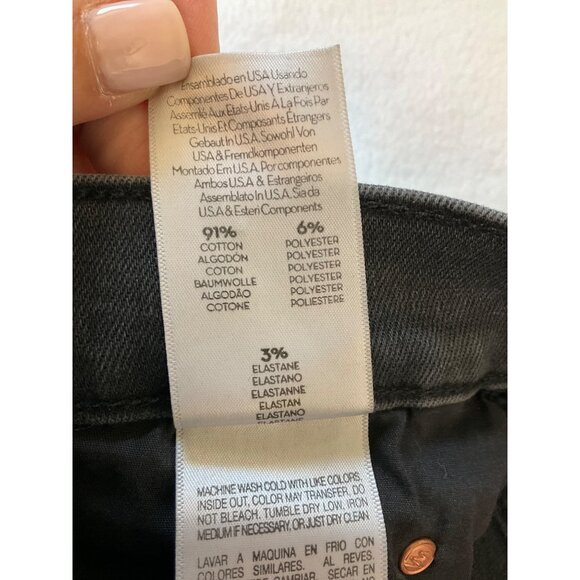 Ensamblado en USA Usando
Componentes De USA Y Extranjeros
Assemblé Aux Etats-Unis A La Fois Par
Etats-Unis Et Composants Etrangers
Gebaut In U.S.A. Sowohl Von
USA & Fremdkomponenten
Montado Em U.S.A. Por componentes
Ambos U.S.A & Estrangeiros
Assemblato In U.S.A. Sia da
U.S.A & Esteri Components
91% 6%
COTTON POLYESTER
ALGODÓN POLYESTER
COTON POLYESTER
BAUMWOLLE POLYESTER
ALGODÃO POLYESTER
COTONE POLIESTERE
3%
ELASTANE
ELASTANO
ELASTANNE
ELASTAN
ELASTANO
MACHINE WASH COLD WITH LIKE COLORS.
INSIDE OUT, COLOR MAY TRANSFER, DO
NOT BLEACH. TUMBLE DRY LOW, IRON
MEDIUM IF NECESSARY, OR JUST DRY CLEAN
LAVAR A MAQUINA EN FRIO CON
COLORES SIMILARES. AL REVES.
SECAR EN